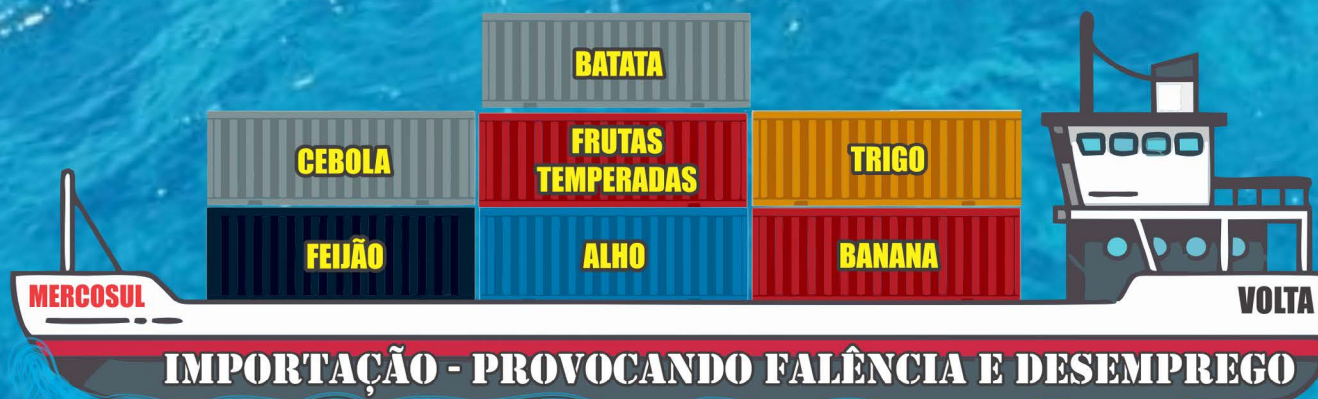 BATATA
CEBOLA
FRUTAS
TEMPERADAS
TRIGO
FEIJÃO
ALHO
BANANA
MERCOSUL
VOLTA
IMPORTAÇÃO - PROVOCANDO FALÊNCIA E DESEMPREGO